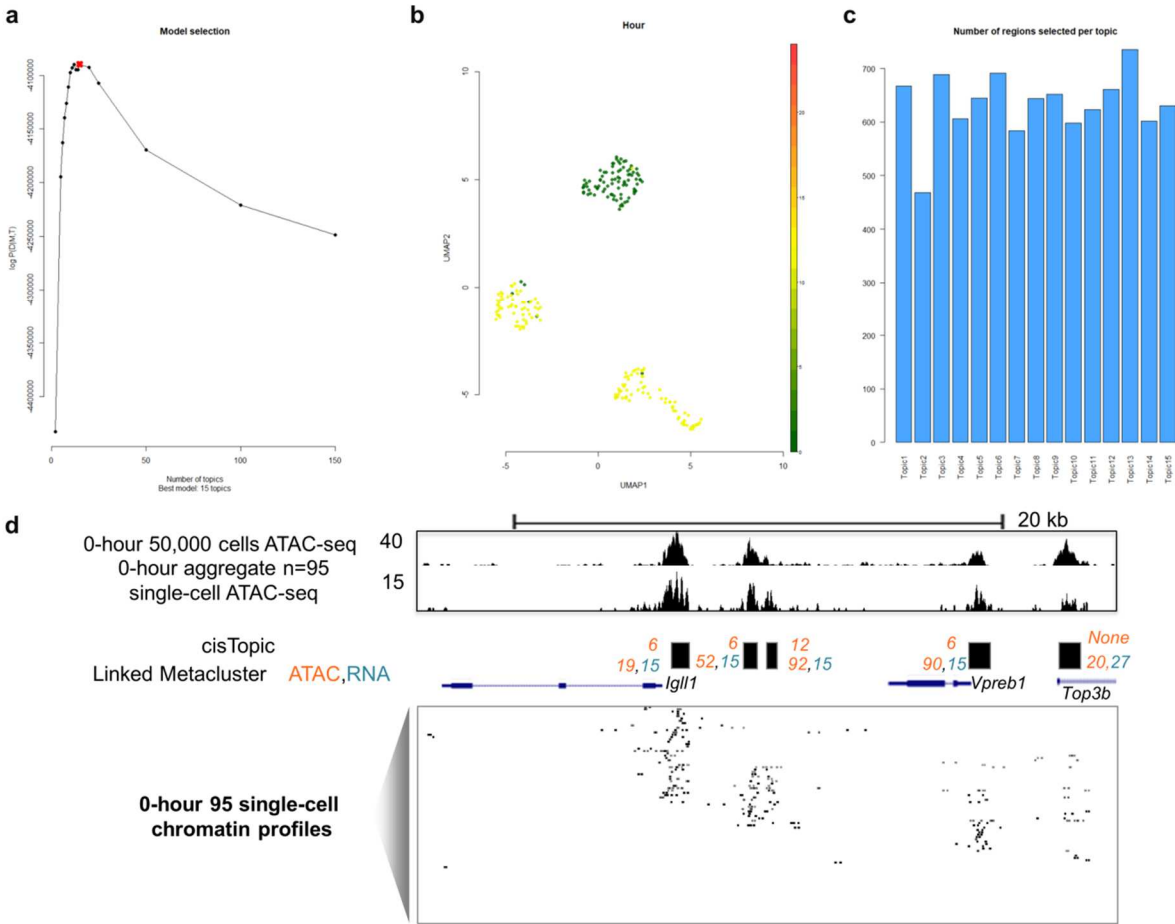 a
Model selection
log P(D|M,T)
-4100000
-4150000
-4200000
-4250000
-4300000
-4350000
-4400000
0 50 100 150
Number of topics
Best model: 15 topics
b
Hour
UMAP2
10
5
0
-5
-5 0 5 10
UMAP1
20
15
10
5
0
c
Number of regions selected per topic
700
600
500
400
300
200
100
0
Topic1
Topic2
Topic3
Topic4
Topic5
Topic6
Topic7
Topic8
Topic9
Topic10
Topic11
Topic12
Topic13
Topic14
Topic15
d
20 kb
0-hour 50,000 cells ATAC-seq 40
0-hour aggregate n=95
single-cell ATAC-seq 15
cisTopic 6 6 12 6 None
Linked Metacluster ATAC,RNA 19,15 52,15 92,15 90,15 20,27
Igll1 Vpreb1 Top3b
0-hour 95 single-cell
chromatin profiles